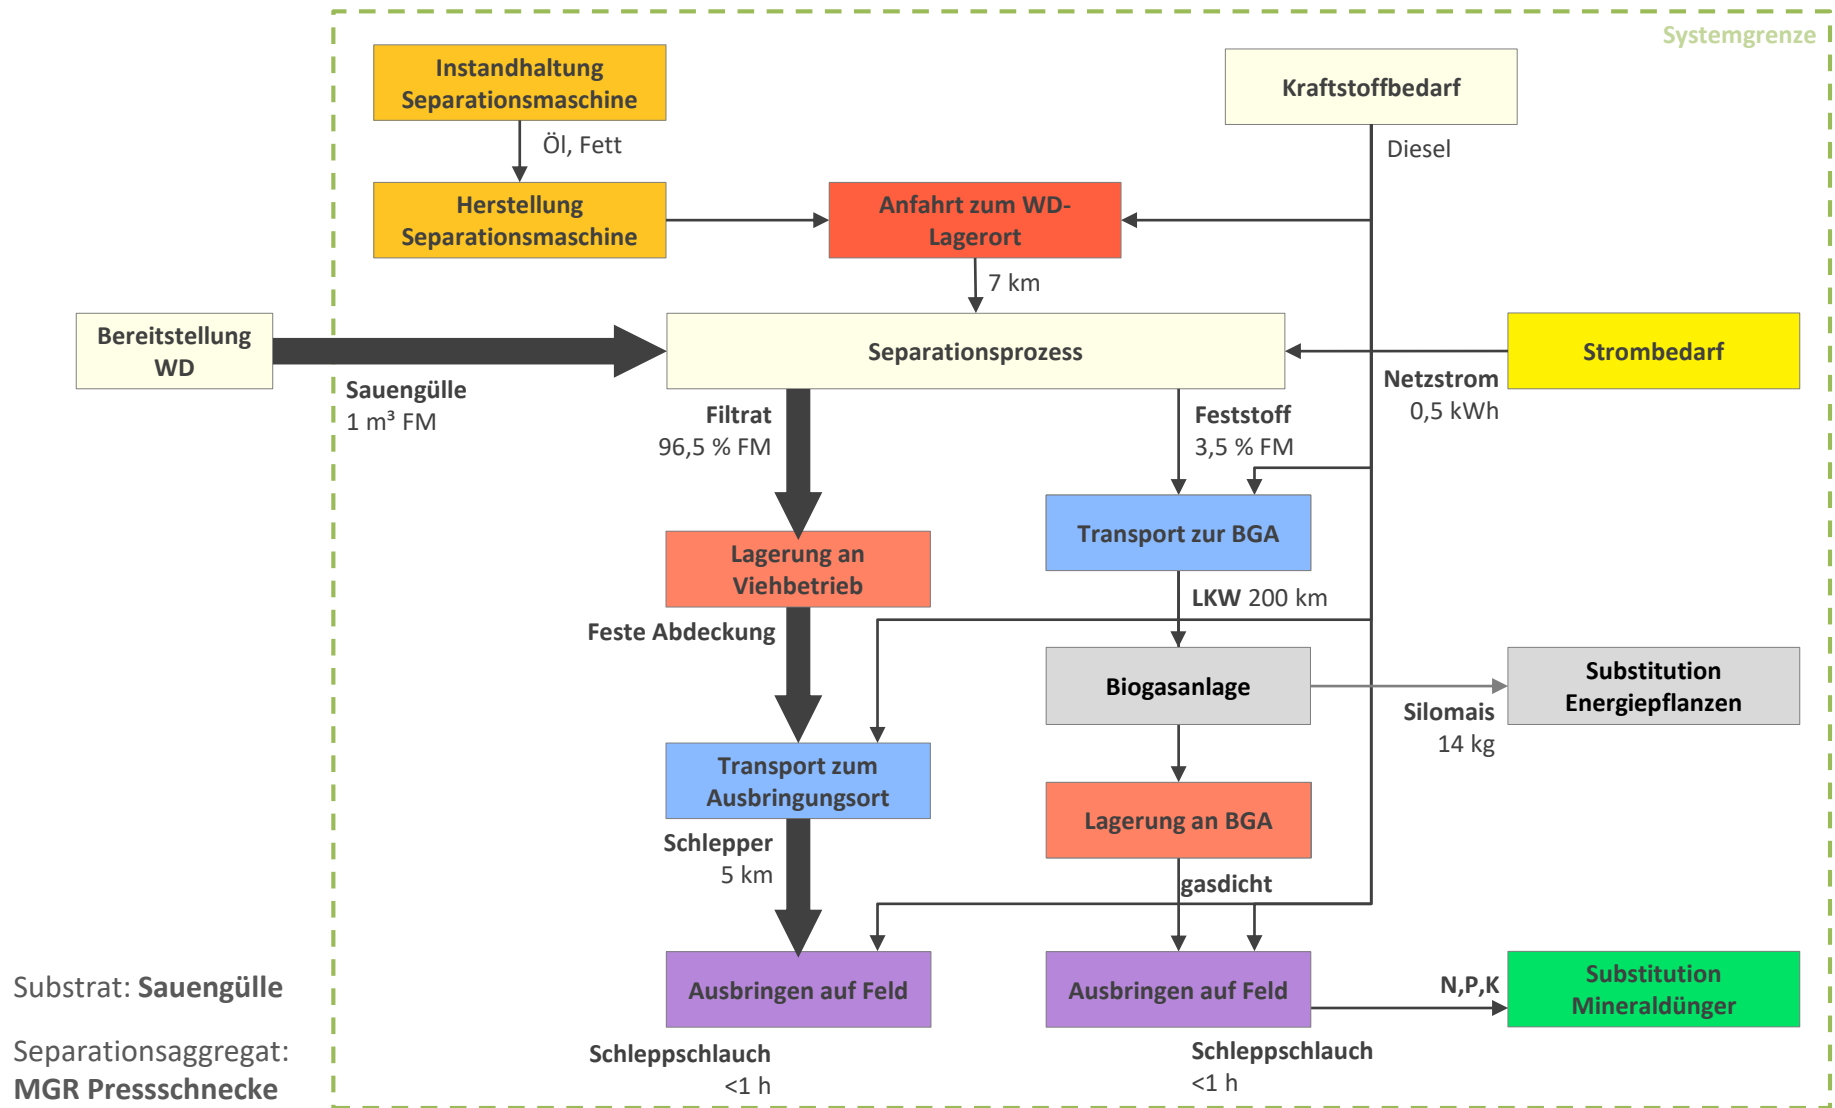 Systemgrenze
Instandhaltung
Separationsmaschine
Kraftstoffbedarf
Öl, Fett
Diesel
Herstellung
Separationsmaschine
Anfahrt zum WD-
Lagerort
7 km
Bereitstellung
WD
Separationsprozess
Strombedarf
Sauengülle
1 m³ FM
Netzstrom
0,5 kWh
Filtrat
96,5 % FM
Feststoff
3,5 % FM
Transport zur BGA
Lagerung an
Viehbetrieb
LKW 200 km
Feste Abdeckung
Biogasanlage
Substitution
Energiepflanzen
Silomais
14 kg
Transport zum
Ausbringungsort
Lagerung an BGA
Schlepper
5 km
gasdicht
Ausbringen auf Feld
Ausbringen auf Feld
N,P,K
Substitution
Mineraldünger
Schleppschlauch
<1 h
Schleppschlauch
<1 h
Substrat: Sauengülle
Separationsaggregat:
MGR Pressschnecke